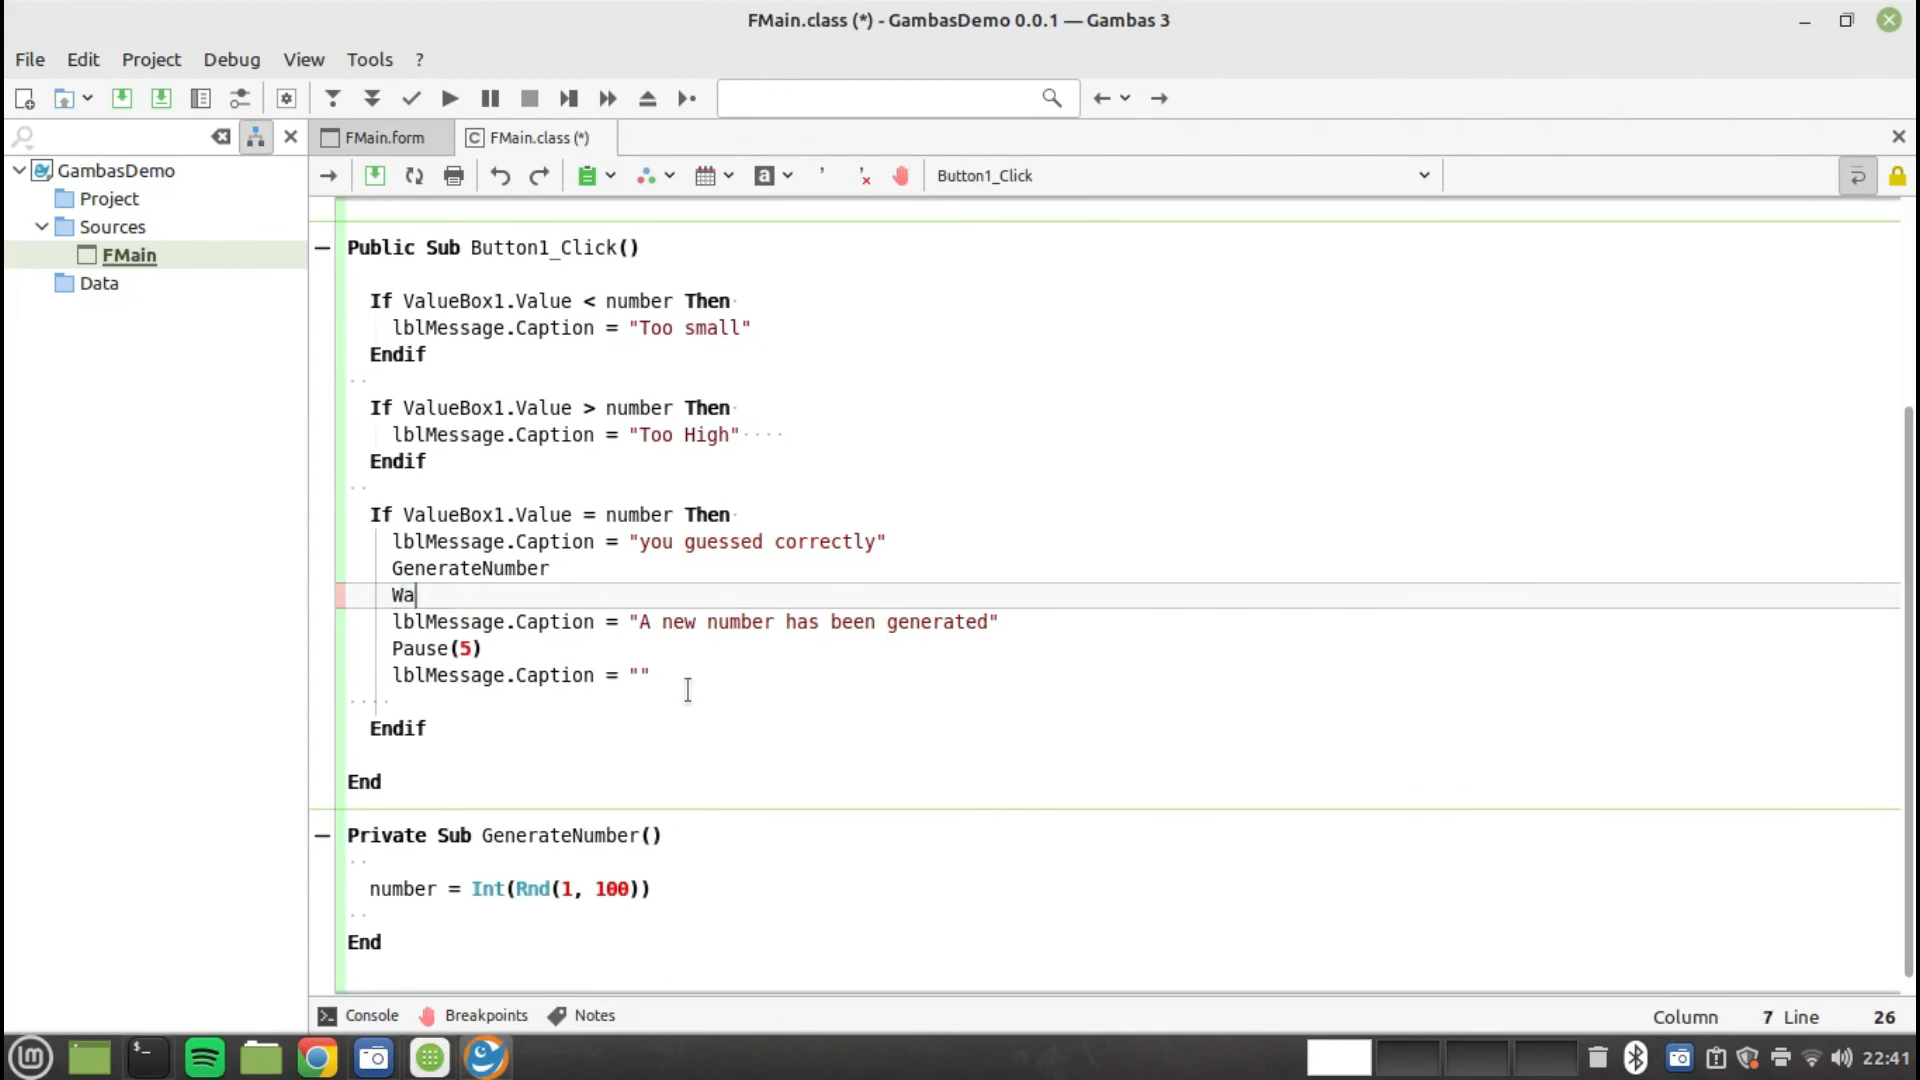 FMain.class (*) - GambasDemo 0.0.1 — Gambas 3
File Edit Project Debug View Tools ?
FMain.form FMain.class (*)
Button1_Click
GambasDemo
Project
Sources
FMain
Data
Public Sub Button1_Click()
If ValueBox1.Value < number Then
lblMessage.Caption = "Too small"
Endif
If ValueBox1.Value > number Then
lblMessage.Caption = "Too High"
Endif
If ValueBox1.Value = number Then
lblMessage.Caption = "you guessed correctly"
GenerateNumber
Wa
lblMessage.Caption = "A new number has been generated"
Pause(5)
lblMessage.Caption = ""
Endif
End
Private Sub GenerateNumber()
number = Int(Rnd(1, 100))
End
Console Breakpoints Notes
Column 7 Line 26
22:41